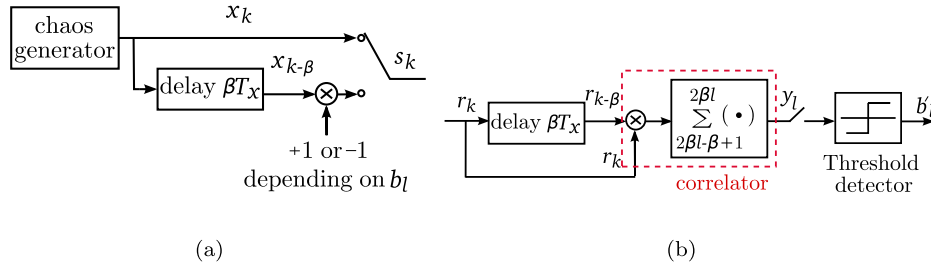 chaos
generator
x_k
delay βT_x
x_{k-β}
×
s_k
+1 or −1
depending on b_l
(a)
r_k
delay βT_x
r_{k-β}
r_k
×
2βl
∑ (•)
2βl-β+1
correlator
y_l
Threshold
detector
b'_l
(b)